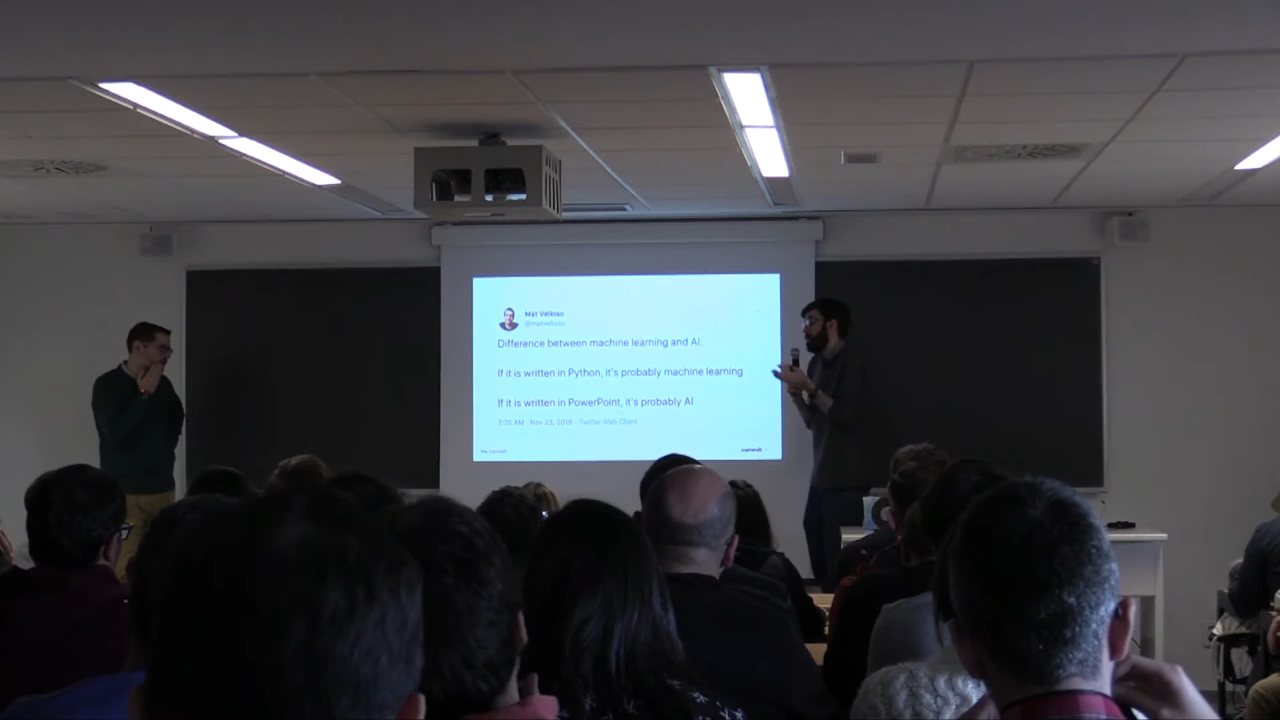 Mat Velloso
@matvelloso
Difference between machine learning and AI:
If it is written in Python, it's probably machine learning
If it is written in PowerPoint, it's probably AI
2:25 AM · Nov 23, 2018 · Twitter Web Client